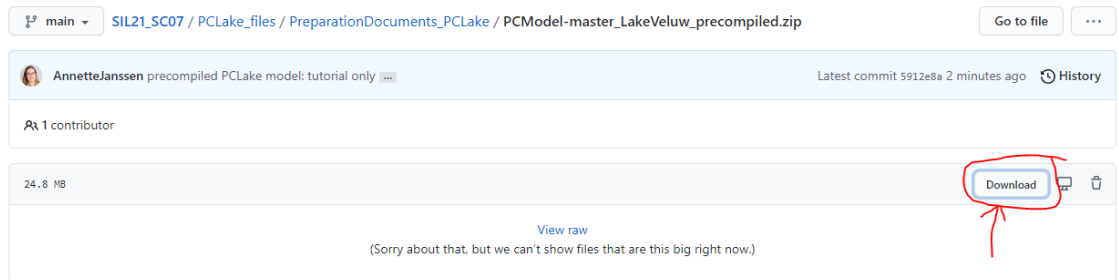 main SIL21_SC07 / PCLake_files / PreparationDocuments_PCLake / PCModel-master_LakeVeluw_precompiled.zip Go to file ...
AnnetteJanssen precompiled PCLake model: tutorial only ... Latest commit 5912e8a 2 minutes ago History
1 contributor
24.8 MB Download
View raw
(Sorry about that, but we can't show files that are this big right now.)